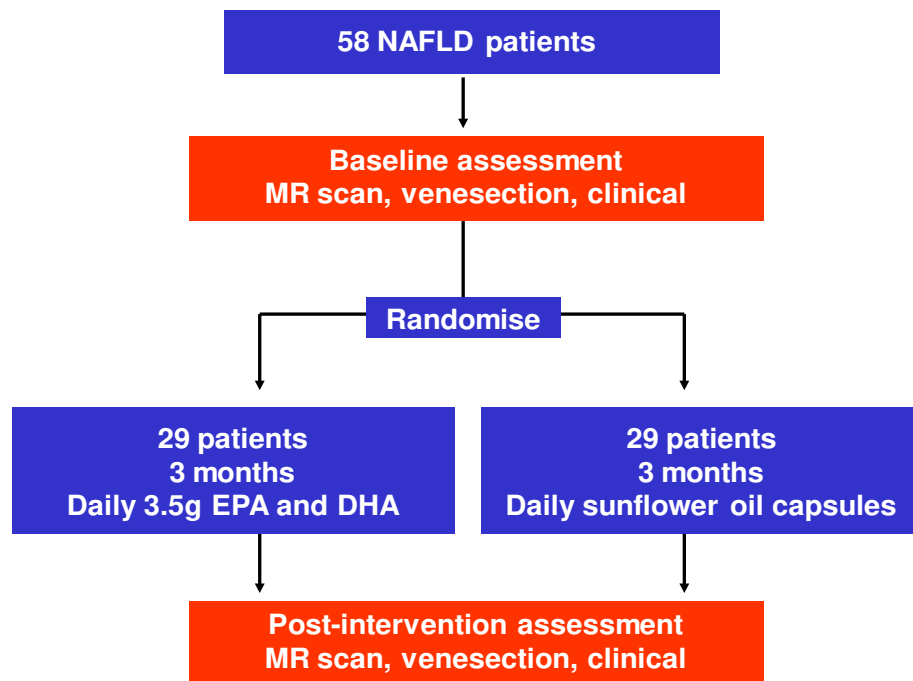 58 NAFLD patients
Baseline assessment
MR scan, venesection, clinical
Randomise
29 patients
3 months
Daily 3.5g EPA and DHA
29 patients
3 months
Daily sunflower oil capsules
Post-intervention assessment
MR scan, venesection, clinical